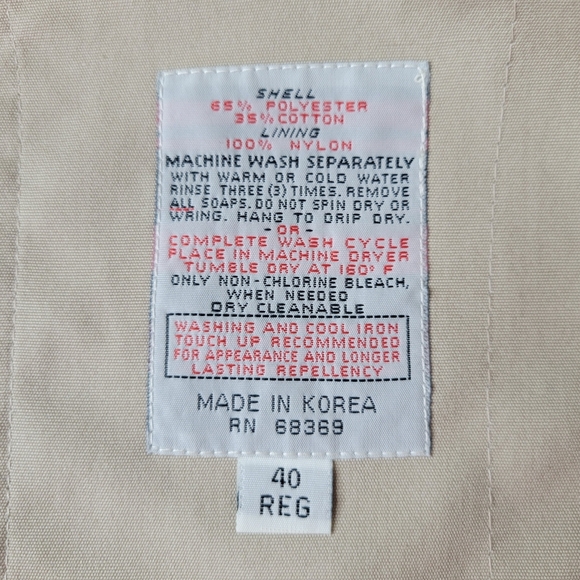 SHELL
65% POLYESTER
35% COTTON
LINING
100% NYLON
MACHINE WASH SEPARATELY
WITH WARM OR COLD WATER
RINSE THREE (3) TIMES. REMOVE
ALL SOAPS. DO NOT SPIN DRY OR
WRING. HANG TO DRIP DRY.
- OR -
COMPLETE WASH CYCLE
PLACE IN MACHINE DRYER
TUMBLE DRY AT 160° F
ONLY NON-CHLORINE BLEACH,
WHEN NEEDED
DRY CLEANABLE
WASHING AND COOL IRON
TOUCH UP RECOMMENDED
FOR APPEARANCE AND LONGER
LASTING REPELLENCY
MADE IN KOREA
RN 68369
40
REG